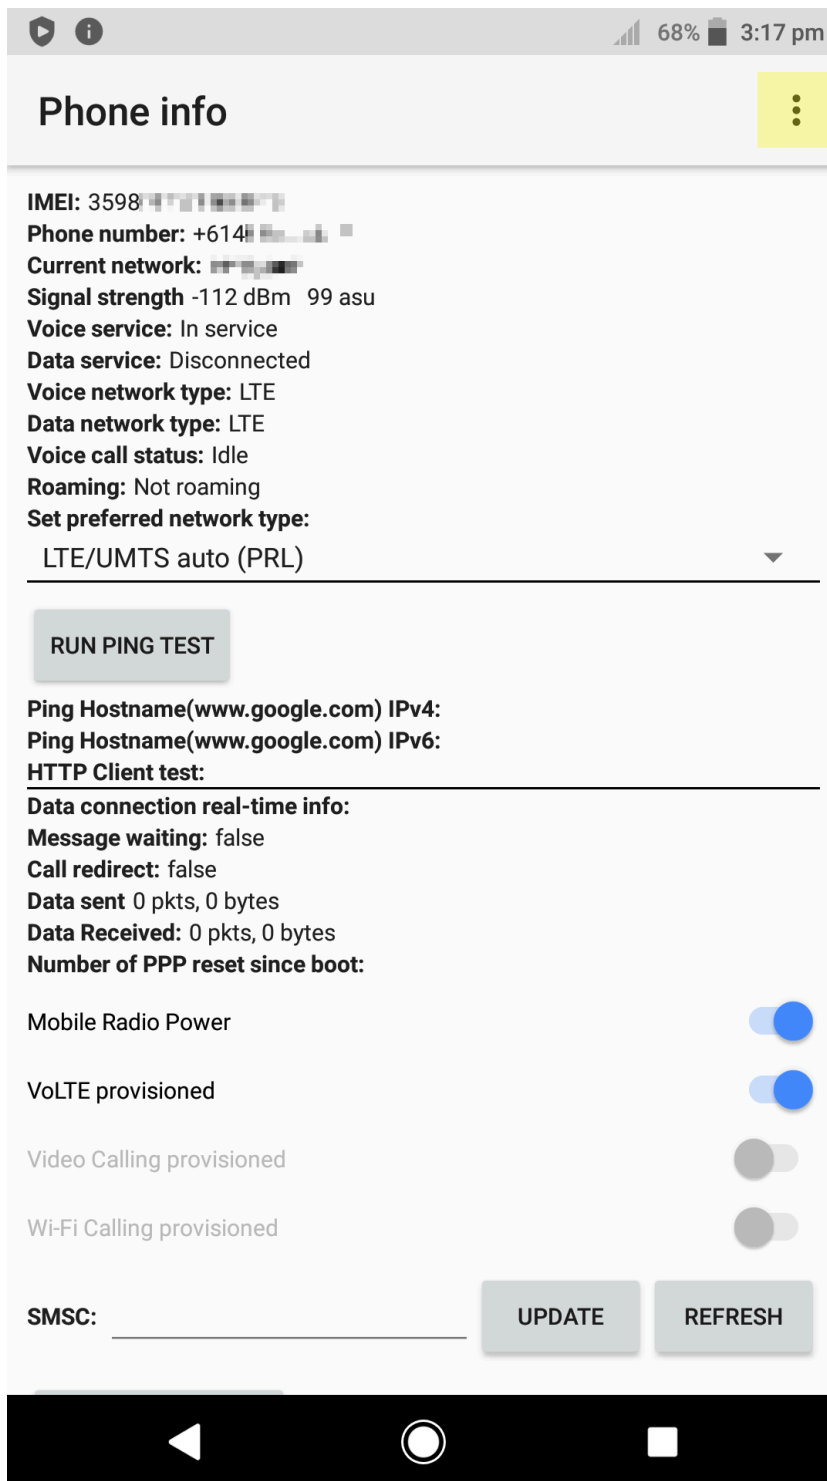 68% 3:17 pm
Phone info
IMEI: 3598
Phone number: +614
Current network:
Signal strength -112 dBm 99 asu
Voice service: In service
Data service: Disconnected
Voice network type: LTE
Data network type: LTE
Voice call status: Idle
Roaming: Not roaming
Set preferred network type:
LTE/UMTS auto (PRL)
RUN PING TEST
Ping Hostname(www.google.com) IPv4:
Ping Hostname(www.google.com) IPv6:
HTTP Client test:
Data connection real-time info:
Message waiting: false
Call redirect: false
Data sent 0 pkts, 0 bytes
Data Received: 0 pkts, 0 bytes
Number of PPP reset since boot:
Mobile Radio Power
VoLTE provisioned
Video Calling provisioned
Wi-Fi Calling provisioned
SMSC: UPDATE REFRESH